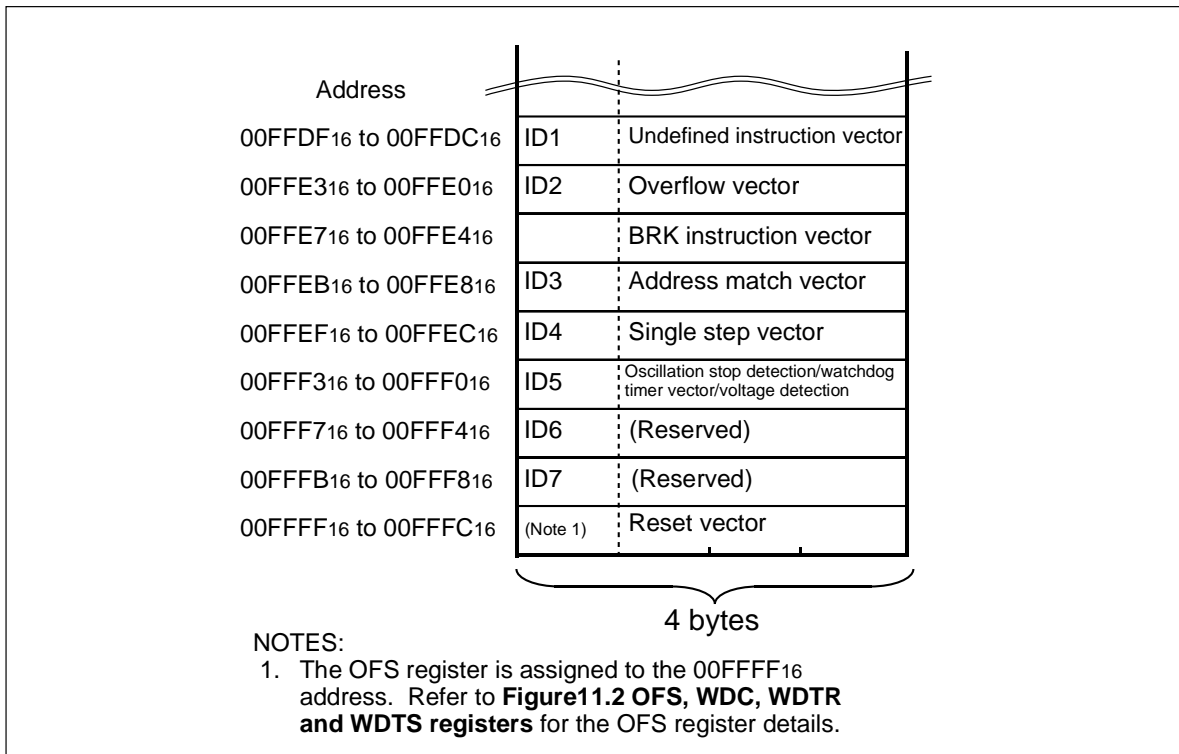 Address
00FFDF16 to 00FFDC16 ID1 Undefined instruction vector
00FFE316 to 00FFE016 ID2 Overflow vector
00FFE716 to 00FFE416 BRK instruction vector
00FFEB16 to 00FFE816 ID3 Address match vector
00FFEF16 to 00FFEC16 ID4 Single step vector
00FFF316 to 00FFF016 ID5 Oscillation stop detection/watchdog
timer vector/voltage detection
00FFF716 to 00FFF416 ID6 (Reserved)
00FFFB16 to 00FFF816 ID7 (Reserved)
00FFFF16 to 00FFFC16 (Note 1) Reset vector
4 bytes
NOTES:
1. The OFS register is assigned to the 00FFFF16
address. Refer to Figure11.2 OFS, WDC, WDTR
and WDTS registers for the OFS register details.